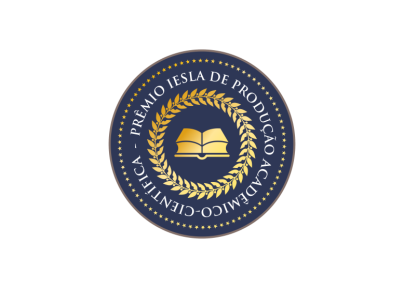 PRÊMIO IESLA DE PRODUÇÃO ACADÊMICO-CIENTÍFICA -